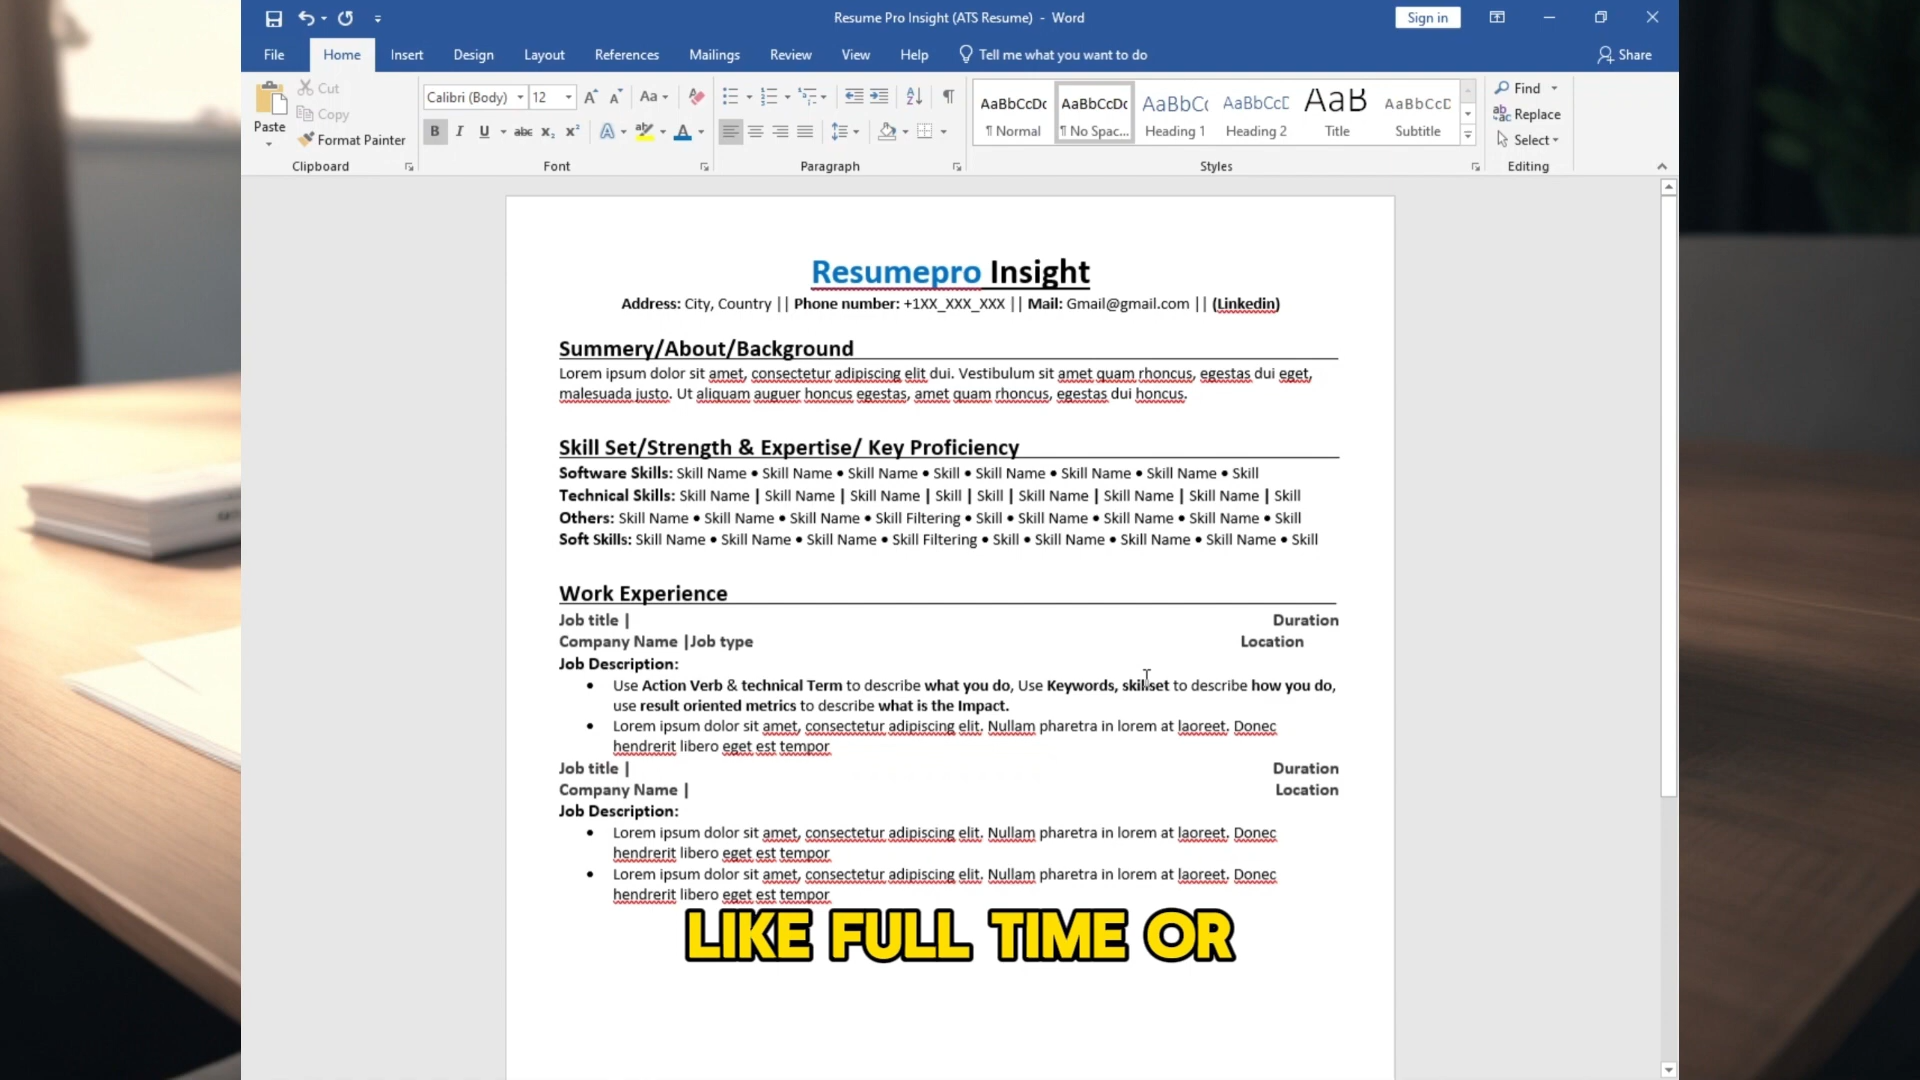 Resume Pro Insight (ATS Resume) - Word
Sign in
File Home Insert Design Layout References Mailings Review View Help Tell me what you want to do Share
Paste
Cut
Copy
Format Painter
Clipboard
Calibri (Body) 12
Font
Paragraph
AaBbCcDc AaBbCcDc AaBbCc AaBbCcD AaB AaBbCcD
¶ Normal ¶ No Spac... Heading 1 Heading 2 Title Subtitle
Styles
Find
Replace
Select
Editing
Resumepro Insight
Address: City, Country || Phone number: +1XX_XXX_XXX || Mail: Gmail@gmail.com || (Linkedin)
Summery/About/Background
Lorem ipsum dolor sit amet, consectetur adipiscing elit dui. Vestibulum sit amet quam rhoncus, egestas dui eget,
malesuada justo. Ut aliquam auguer honcus egestas, amet quam rhoncus, egestas dui honcus.
Skill Set/Strength & Expertise/ Key Proficiency
Software Skills: Skill Name • Skill Name • Skill Name • Skill • Skill Name • Skill Name • Skill Name • Skill
Technical Skills: Skill Name | Skill Name | Skill Name | Skill | Skill | Skill Name | Skill Name | Skill Name | Skill
Others: Skill Name • Skill Name • Skill Name • Skill Filtering • Skill • Skill Name • Skill Name • Skill Name • Skill
Soft Skills: Skill Name • Skill Name • Skill Name • Skill Filtering • Skill • Skill Name • Skill Name • Skill Name • Skill
Work Experience
Job title | Duration
Company Name |Job type Location
Job Description:
• Use Action Verb & technical Term to describe what you do, Use Keywords, skillset to describe how you do,
use result oriented metrics to describe what is the Impact.
• Lorem ipsum dolor sit amet, consectetur adipiscing elit. Nullam pharetra in lorem at laoreet. Donec
hendrerit libero eget est tempor
Job title | Duration
Company Name | Location
Job Description:
• Lorem ipsum dolor sit amet, consectetur adipiscing elit. Nullam pharetra in lorem at laoreet. Donec
hendrerit libero eget est tempor
• Lorem ipsum dolor sit amet, consectetur adipiscing elit. Nullam pharetra in lorem at laoreet. Donec
hendrerit libero eget est tempor
LIKE FULL TIME OR